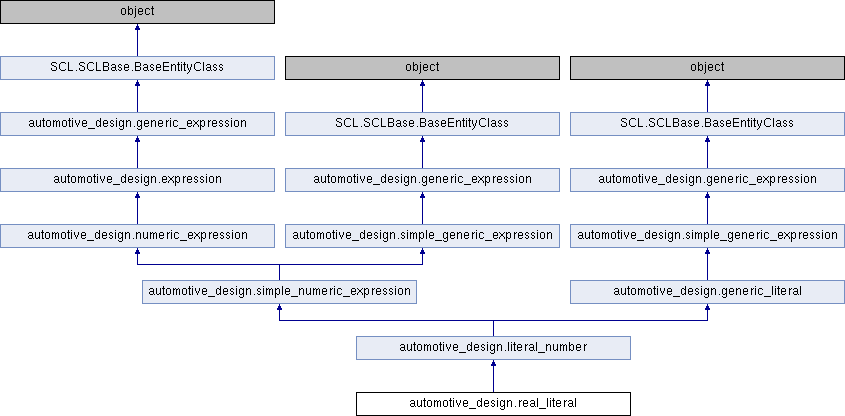 object
SCL.SCLBase.BaseEntityClass
object
object
automotive_design.generic_expression
SCL.SCLBase.BaseEntityClass
SCL.SCLBase.BaseEntityClass
automotive_design.expression
automotive_design.generic_expression
automotive_design.generic_expression
automotive_design.numeric_expression
automotive_design.simple_generic_expression
automotive_design.simple_generic_expression
automotive_design.simple_numeric_expression
automotive_design.generic_literal
automotive_design.literal_number
automotive_design.real_literal